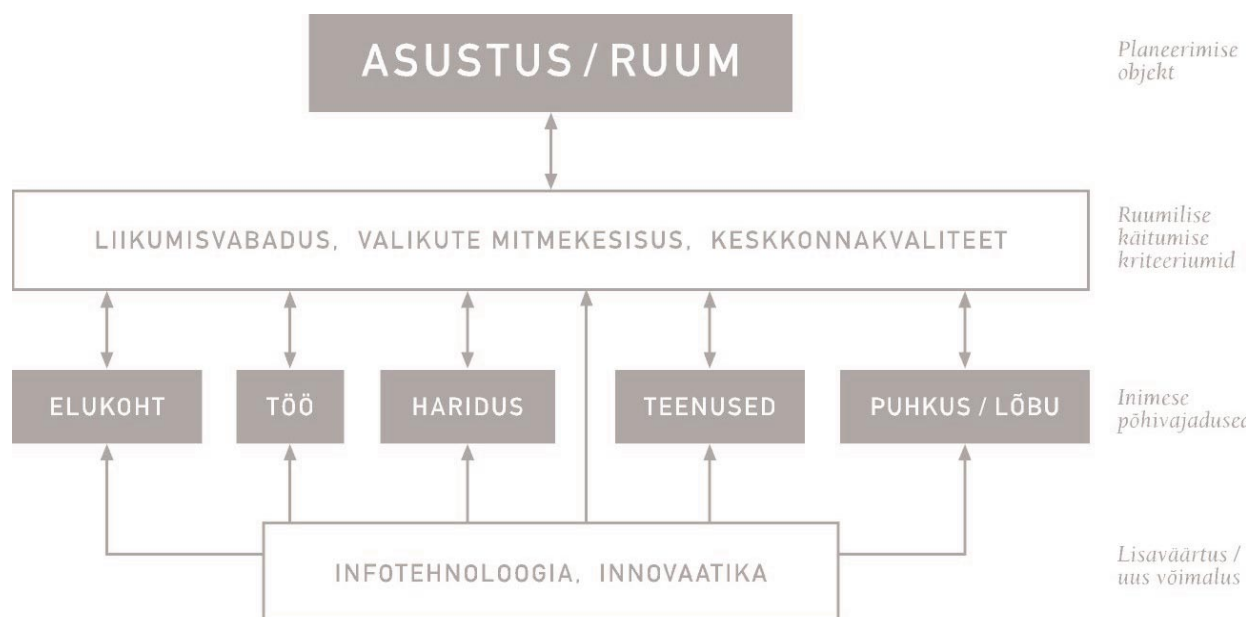 ASUSTUS / RUUM
Planeerimise
objekt
LIIKUMISVABADUS, VALIKUTE MITMEKESISUS, KESKKONNAKVALITEET
Ruumilise
käitumise
kriteeriumid
ELUKOHT
TÖÖ
HARIDUS
TEENUSED
PUHKUS / LÕBU
Inimese
põhivajadused
INFOTEHNOLOOGIA, INNOVAATIKA
Lisaväärtus /
uus võimalus